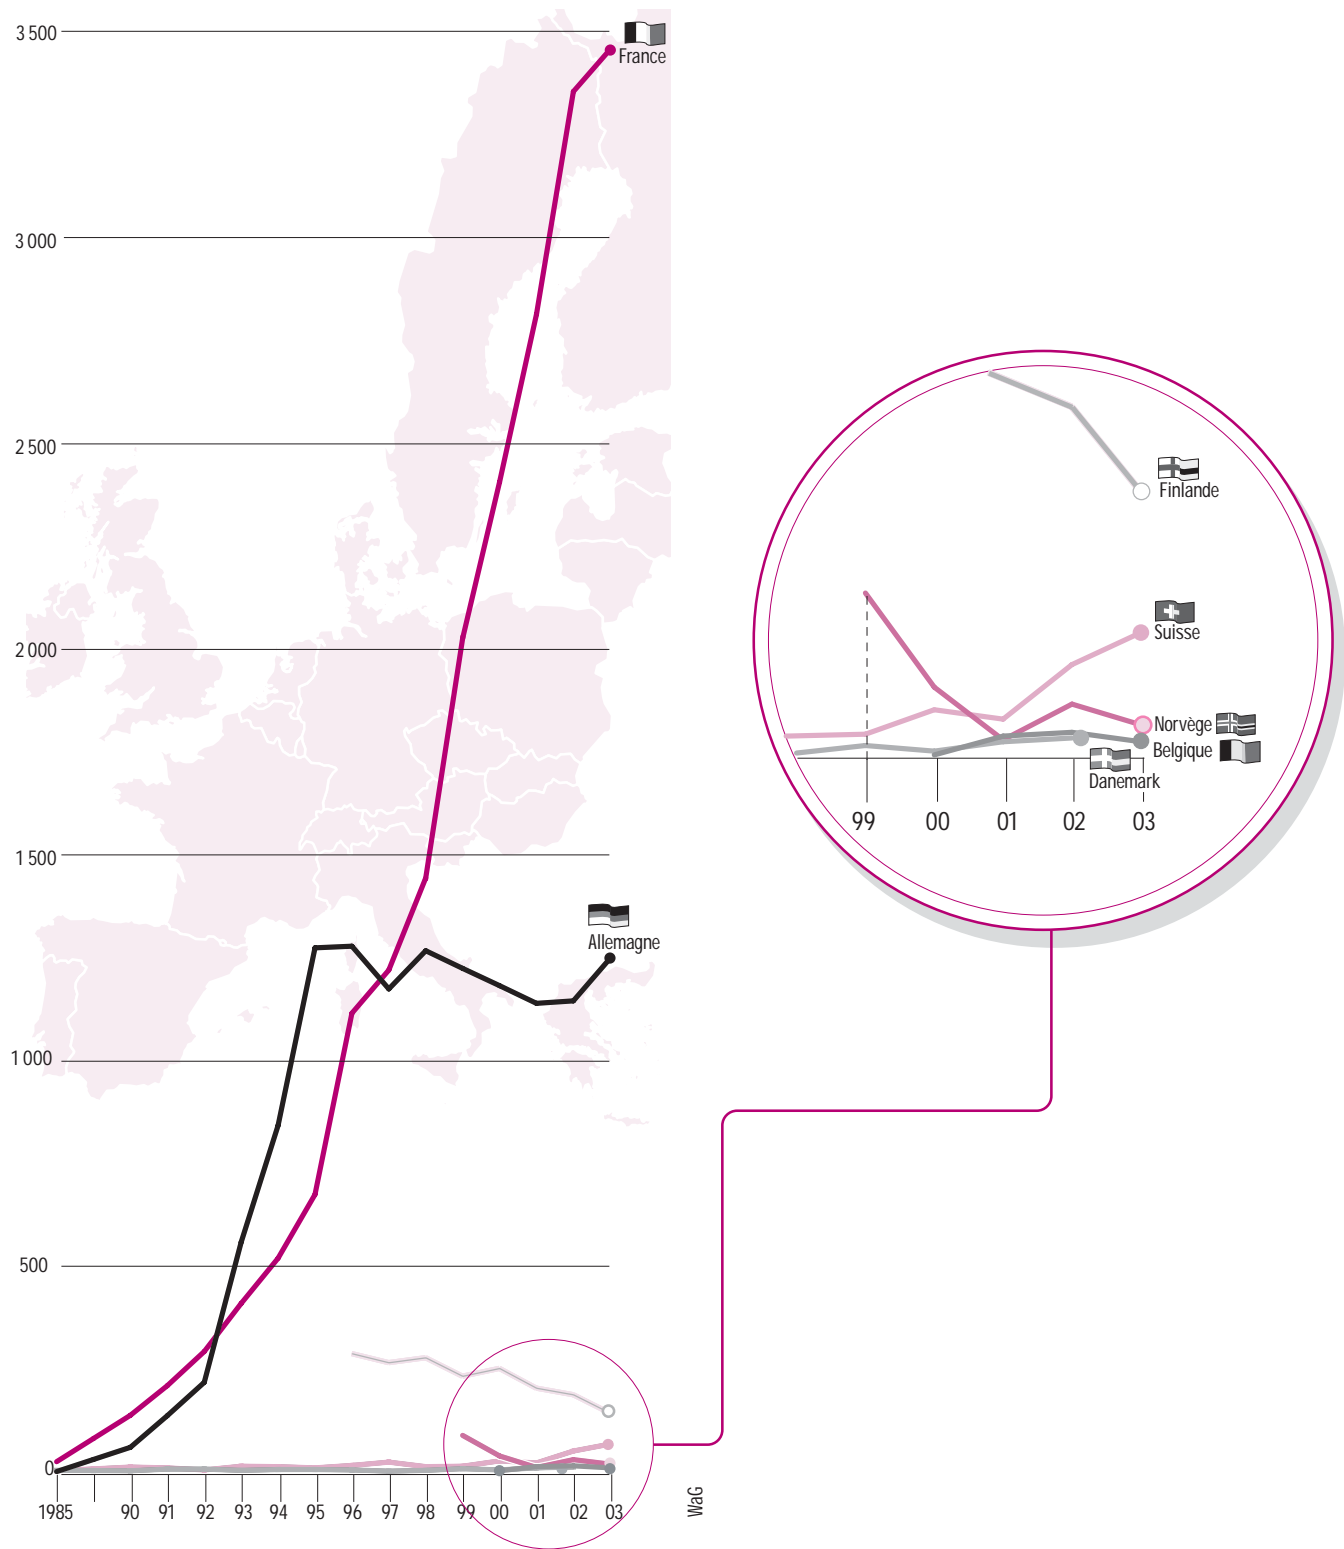 3 500
France
3 000
2 500
Finlande
2 000
Suisse
Norvège
Belgique
Danemark
99 00 01 02 03
1 500
Allemagne
1 000
500
0
1985 90 91 92 93 94 95 96 97 98 99 00 01 02 03
WaG